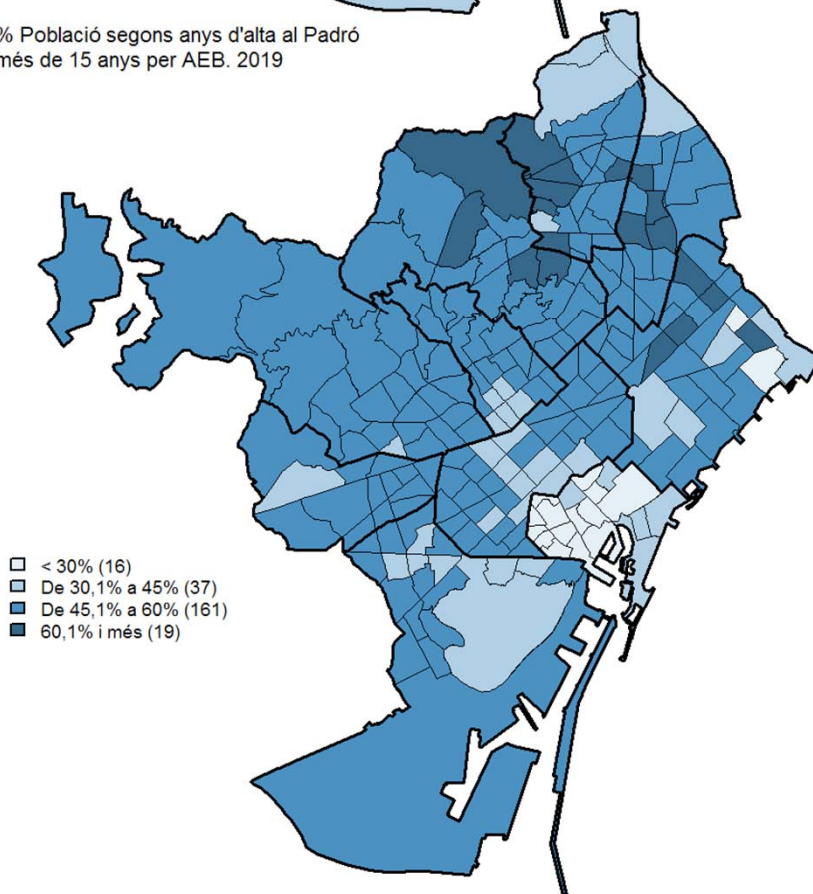 % Població segons anys d'alta al Padró
més de 15 anys per AEB. 2019
< 30% (16)
De 30,1% a 45% (37)
De 45,1% a 60% (161)
60,1% i més (19)